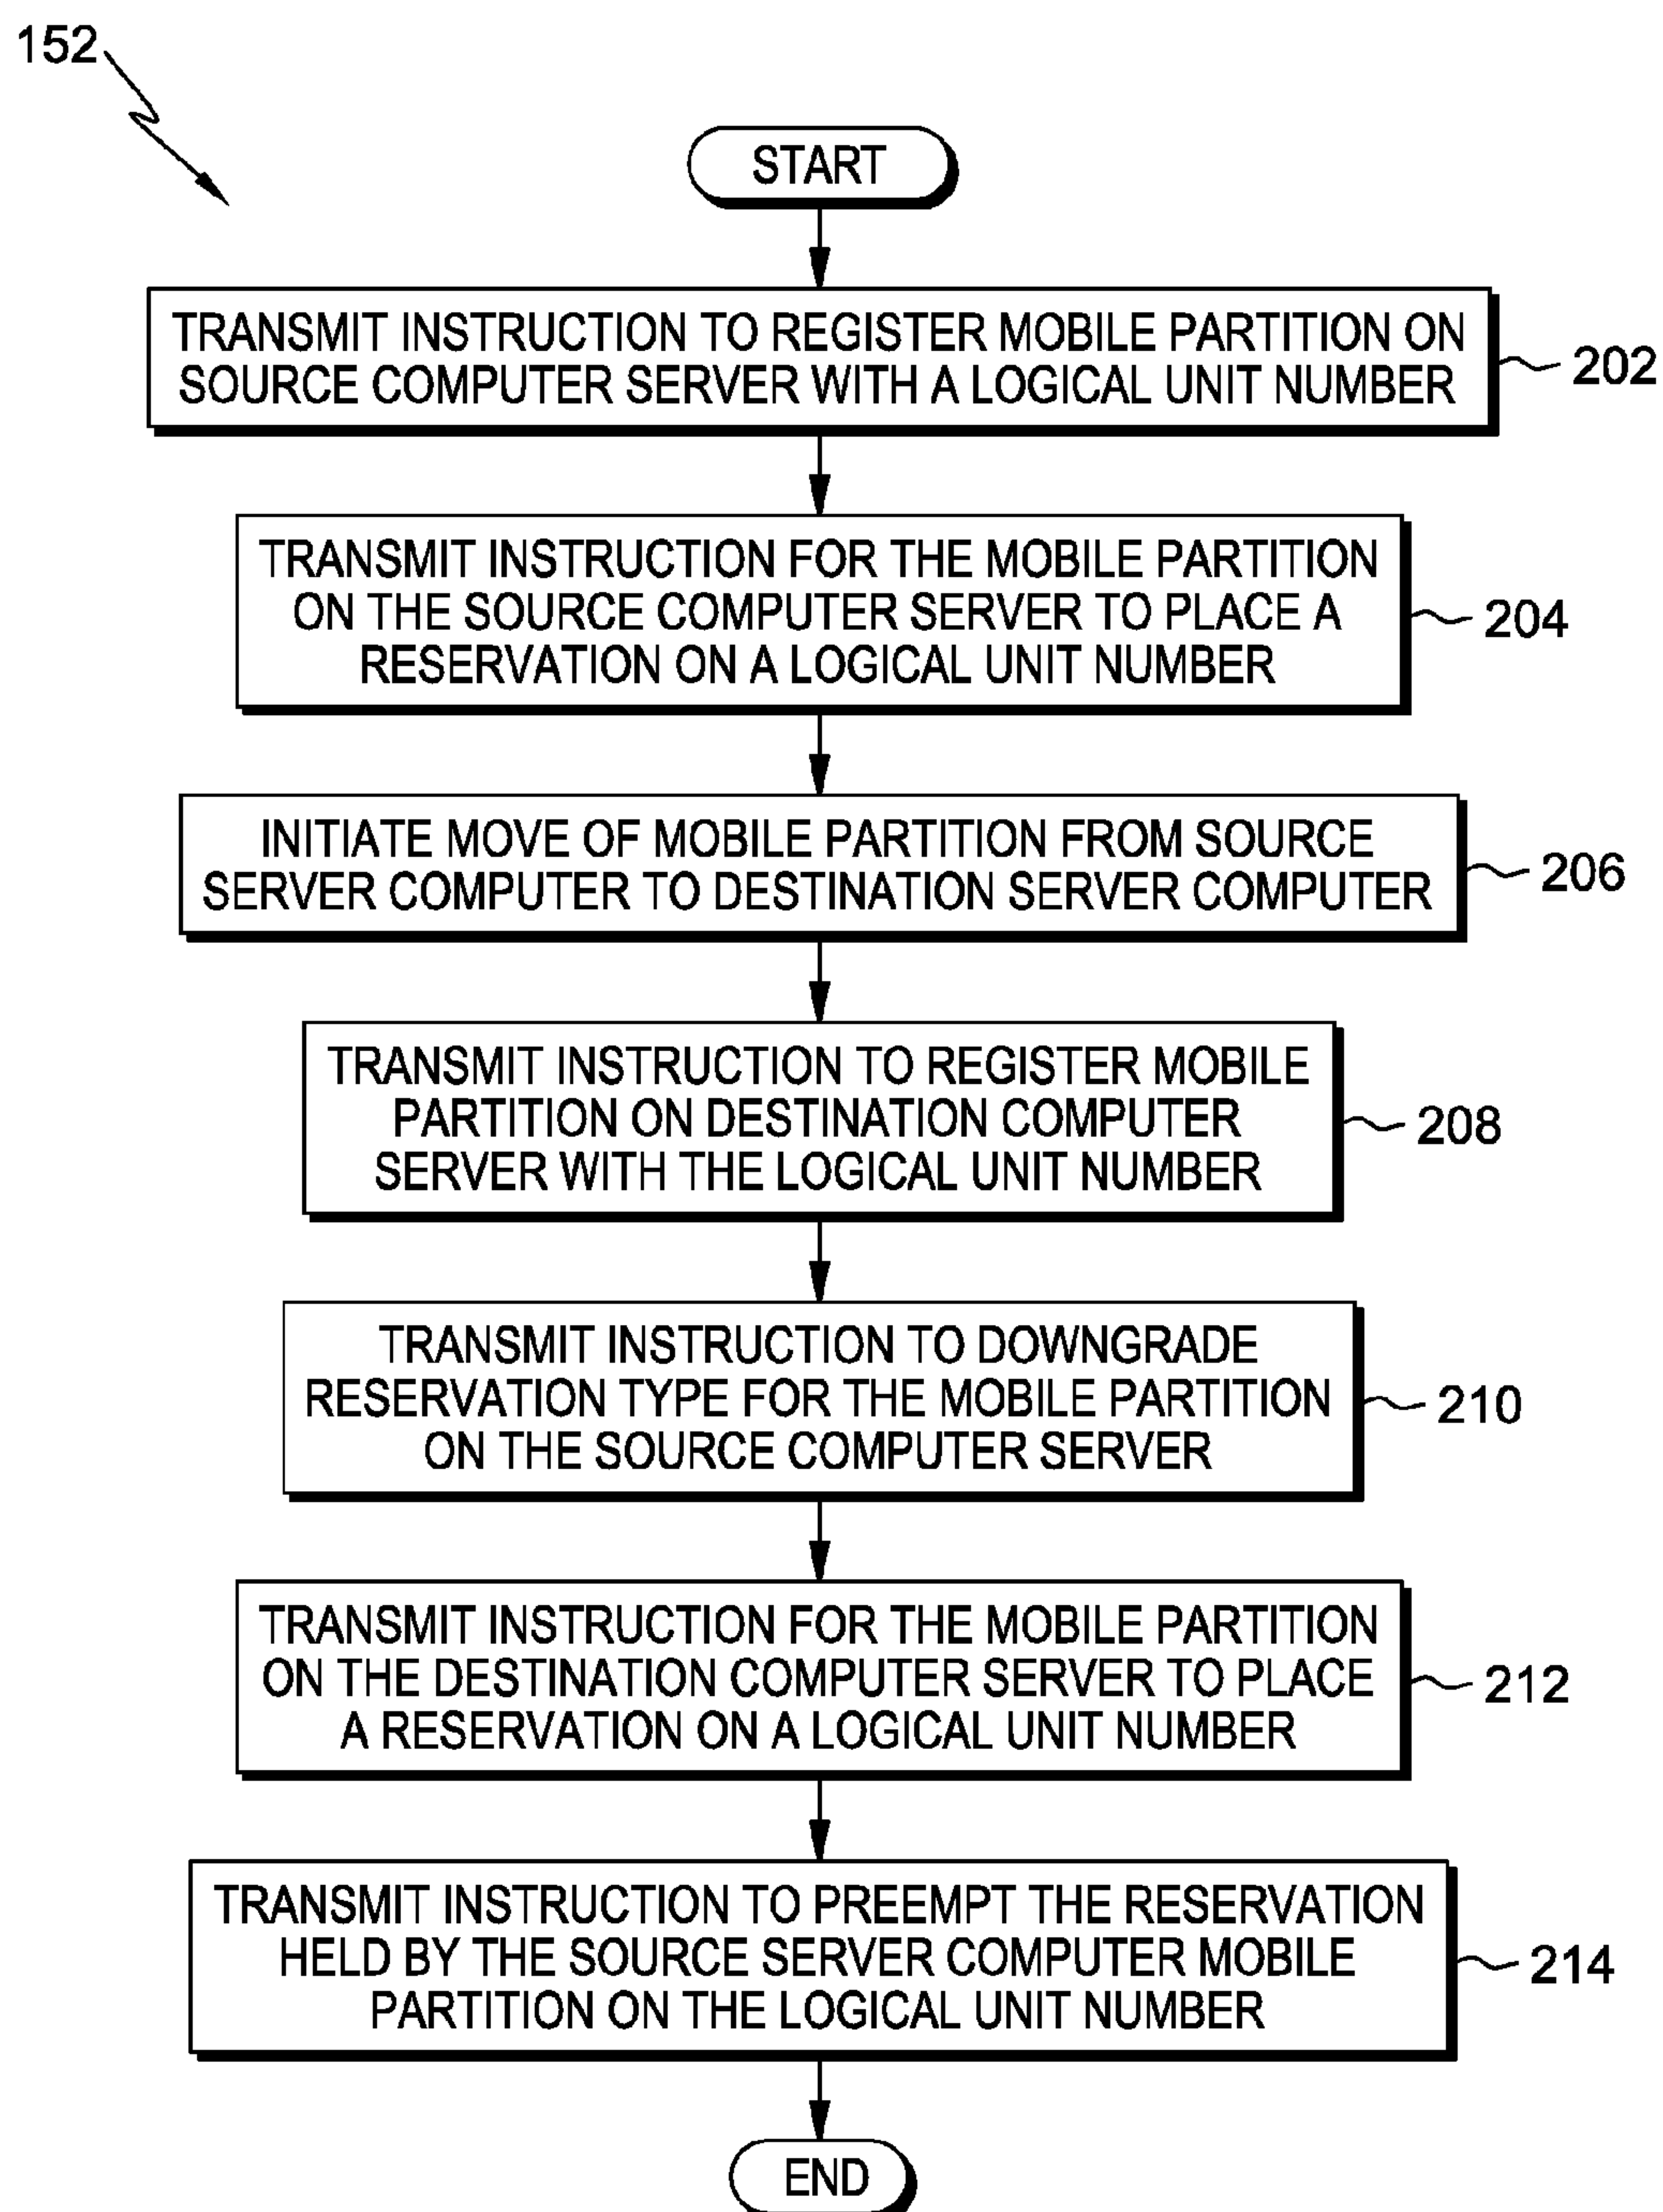 152
START
TRANSMIT INSTRUCTION TO REGISTER MOBILE PARTITION ON
SOURCE COMPUTER SERVER WITH A LOGICAL UNIT NUMBER
202
TRANSMIT INSTRUCTION FOR THE MOBILE PARTITION
ON THE SOURCE COMPUTER SERVER TO PLACE A
RESERVATION ON A LOGICAL UNIT NUMBER
204
INITIATE MOVE OF MOBILE PARTITION FROM SOURCE
SERVER COMPUTER TO DESTINATION SERVER COMPUTER
206
TRANSMIT INSTRUCTION TO REGISTER MOBILE
PARTITION ON DESTINATION COMPUTER
SERVER WITH THE LOGICAL UNIT NUMBER
208
TRANSMIT INSTRUCTION TO DOWNGRADE
RESERVATION TYPE FOR THE MOBILE PARTITION
ON THE SOURCE COMPUTER SERVER
210
TRANSMIT INSTRUCTION FOR THE MOBILE PARTITION
ON THE DESTINATION COMPUTER SERVER TO PLACE
A RESERVATION ON A LOGICAL UNIT NUMBER
212
TRANSMIT INSTRUCTION TO PREEMPT THE RESERVATION
HELD BY THE SOURCE SERVER COMPUTER MOBILE
PARTITION ON THE LOGICAL UNIT NUMBER
214
END